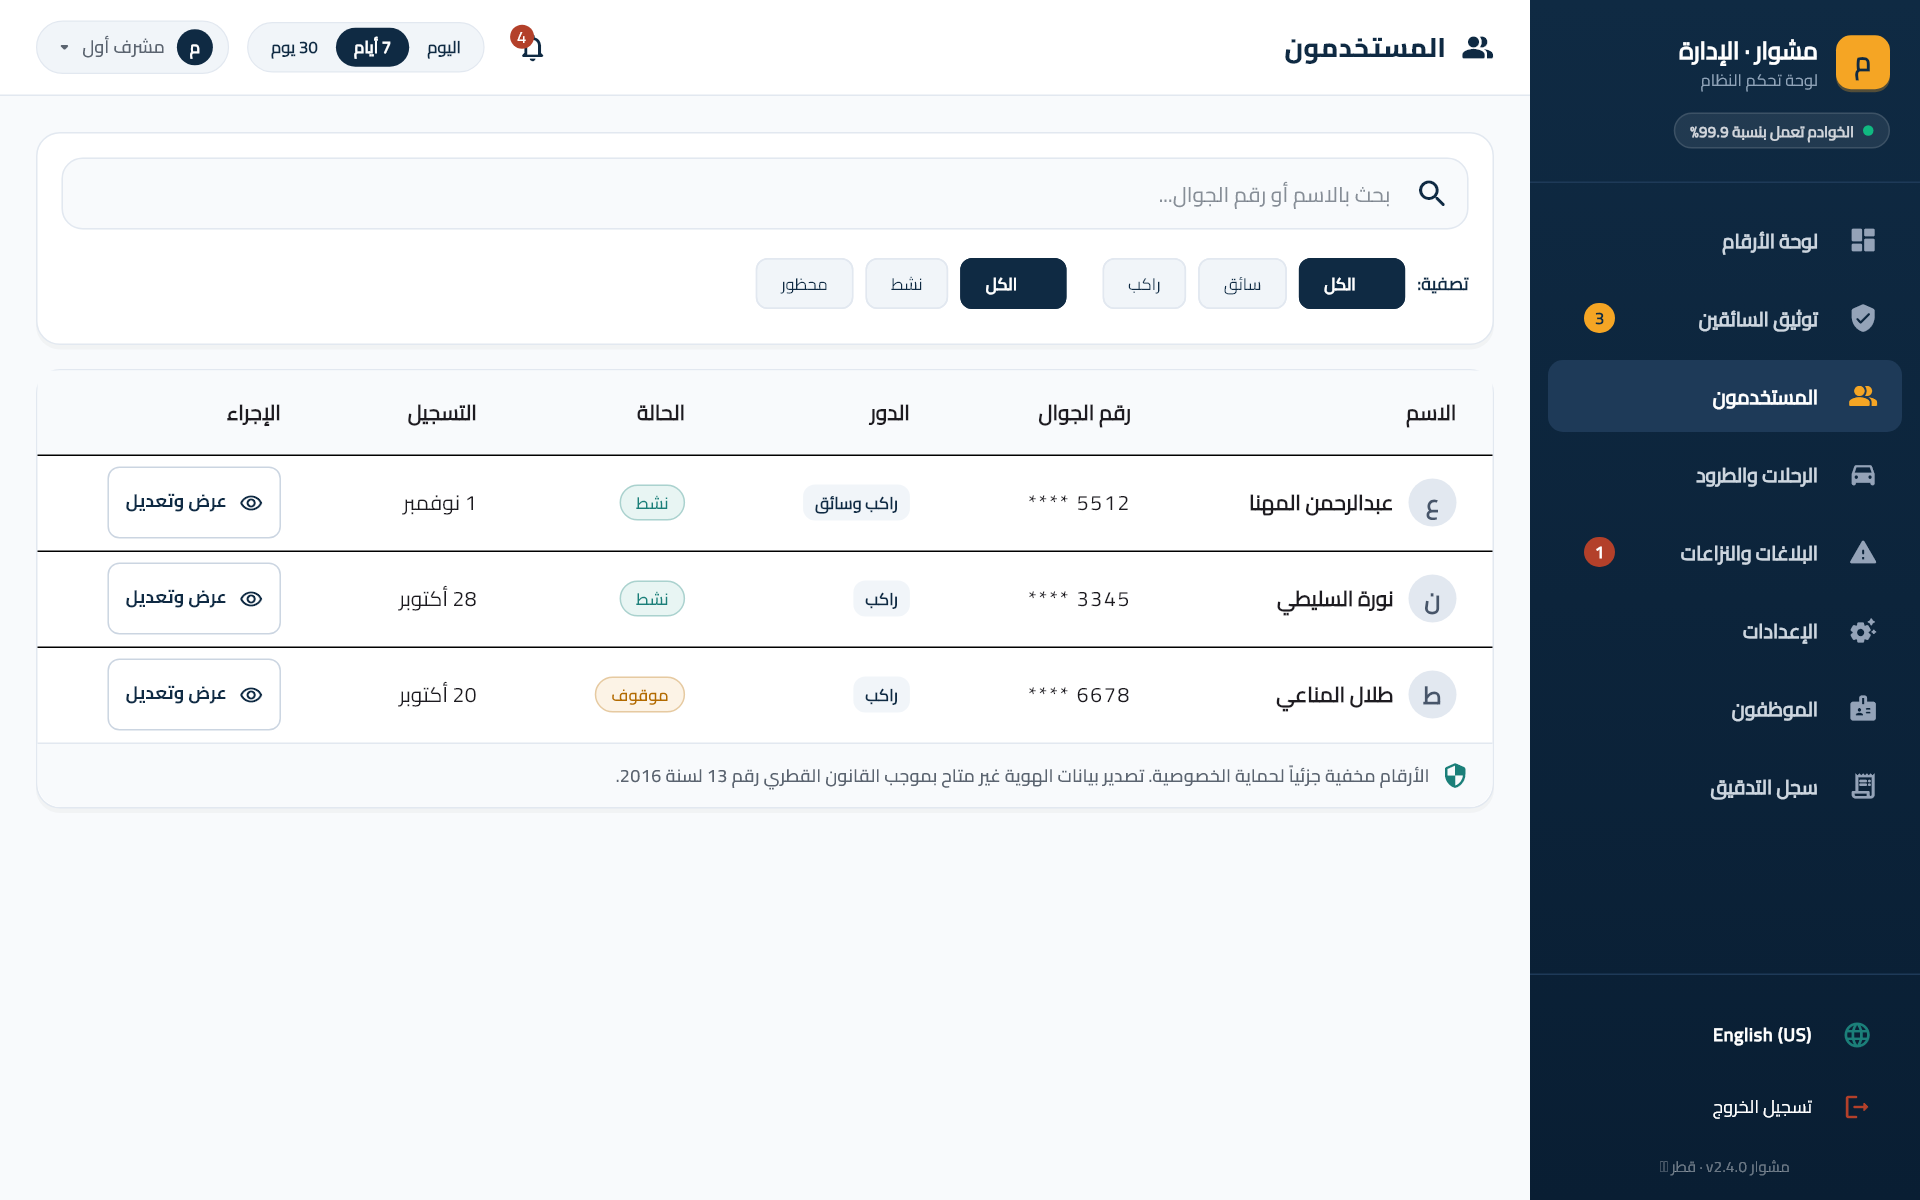 م
مشوار · الإدارة
لوحة تحكم النظام
الخوادم تعمل بنسبة 99.9%
لوحة الأرقام
توثيق السائقين
3
المستخدمون
الرحلات والطرود
البلاغات والنزاعات
1
الإعدادات
الموظفون
سجل التدقيق
English (US)
تسجيل الخروج
مشوار v2.4.0 · قطر
المستخدمون
4
اليوم
7 أيام
30 يوم
م
مشرف أول
بحث بالاسم أو رقم الجوال...
تصفية:
الكل
سائق
راكب
الكل
نشط
محظور
الاسم
رقم الجوال
الدور
الحالة
التسجيل
الإجراء
ع
عبدالرحمن المهنا
**** 5512
راكب وسائق
نشط
1 نوفمبر
عرض وتعديل
ن
نورة السليطي
**** 3345
راكب
نشط
28 أكتوبر
عرض وتعديل
ط
طلال المناعي
**** 6678
راكب
موقوف
20 أكتوبر
عرض وتعديل
الأرقام مخفية جزئياً لحماية الخصوصية. تصدير بيانات الهوية غير متاح بموجب القانون القطري رقم 13 لسنة 2016.